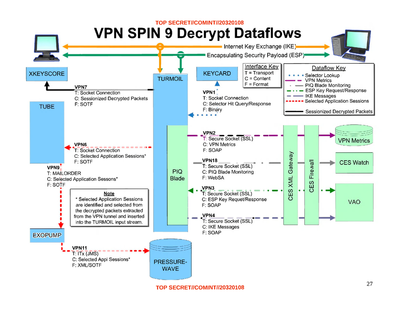 TOP SECRET//COMINT//20320108
VPN SPIN 9 Decrypt Dataflows
Internet Key Exchange (IKE)
Encapsulating Security Payload (ESP)
XKEYSCORE
TURMOIL
KEYCARD
Interface Key
T = Transport
C = Content
F = Format
Dataflow Key
Selector Lookup
VPN Metrics
PIQ Blade Monitoring
ESP Key Request/Response
IKE Messages
Selected Application Sessions
Sessionized Decrypted Packets
VPN7
T: Socket Connection
C: Sessionized Decrypted Packets
F: SOTF
VPN1
T: Socket Connection
C: Selector Hit Query/Response
F: Binary
TUBE
VPN8
T: Socket Connection
C: Selected Application Sessions*
F: SOTF
VPN9
T: MAILORDER
C: Selected Application Sessions*
F: SOTF
Note
* Selected Application Sessions
are identified and selected from
the decrypted packets extracted
from the VPN tunnel and inserted
into the TURMOIL input stream.
PIQ
Blade
VPN2
T: Secure Socket (SSL)
C: VPN Metrics
F: SOAP
VPN18
T: Secure Socket (SSL)
C: PIQ Blade Monitoring
F: WebSA
VPN3
T: Secure Socket (SSL)
C: ESP Key Request/Response
F: SOAP
VPN4
T: Secure Socket (SSL)
C: IKE Messages
F: SOAP
CES XML Gateway
CES Firewall
VPN Metrics
CES Watch
VAO
EXOPUMP
VPN11
T: ITx (JMS)
C: Selected Appl Sessions*
F: XML/SOTF
PRESSURE-
WAVE
27
TOP SECRET//COMINT//20320108